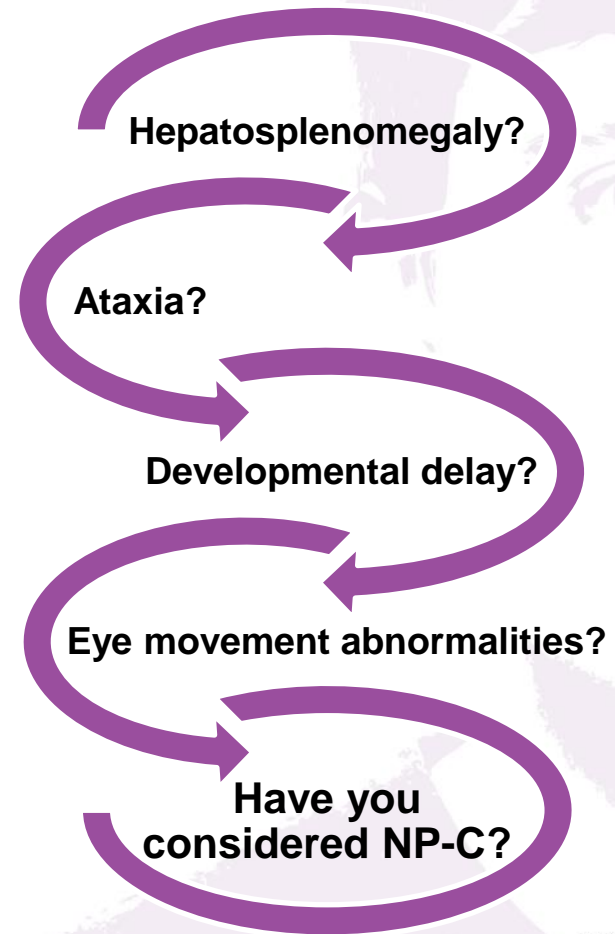 Hepatosplenomegaly?
Ataxia?
Developmental delay?
Eye movement abnormalities?
Have you
considered NP-C?